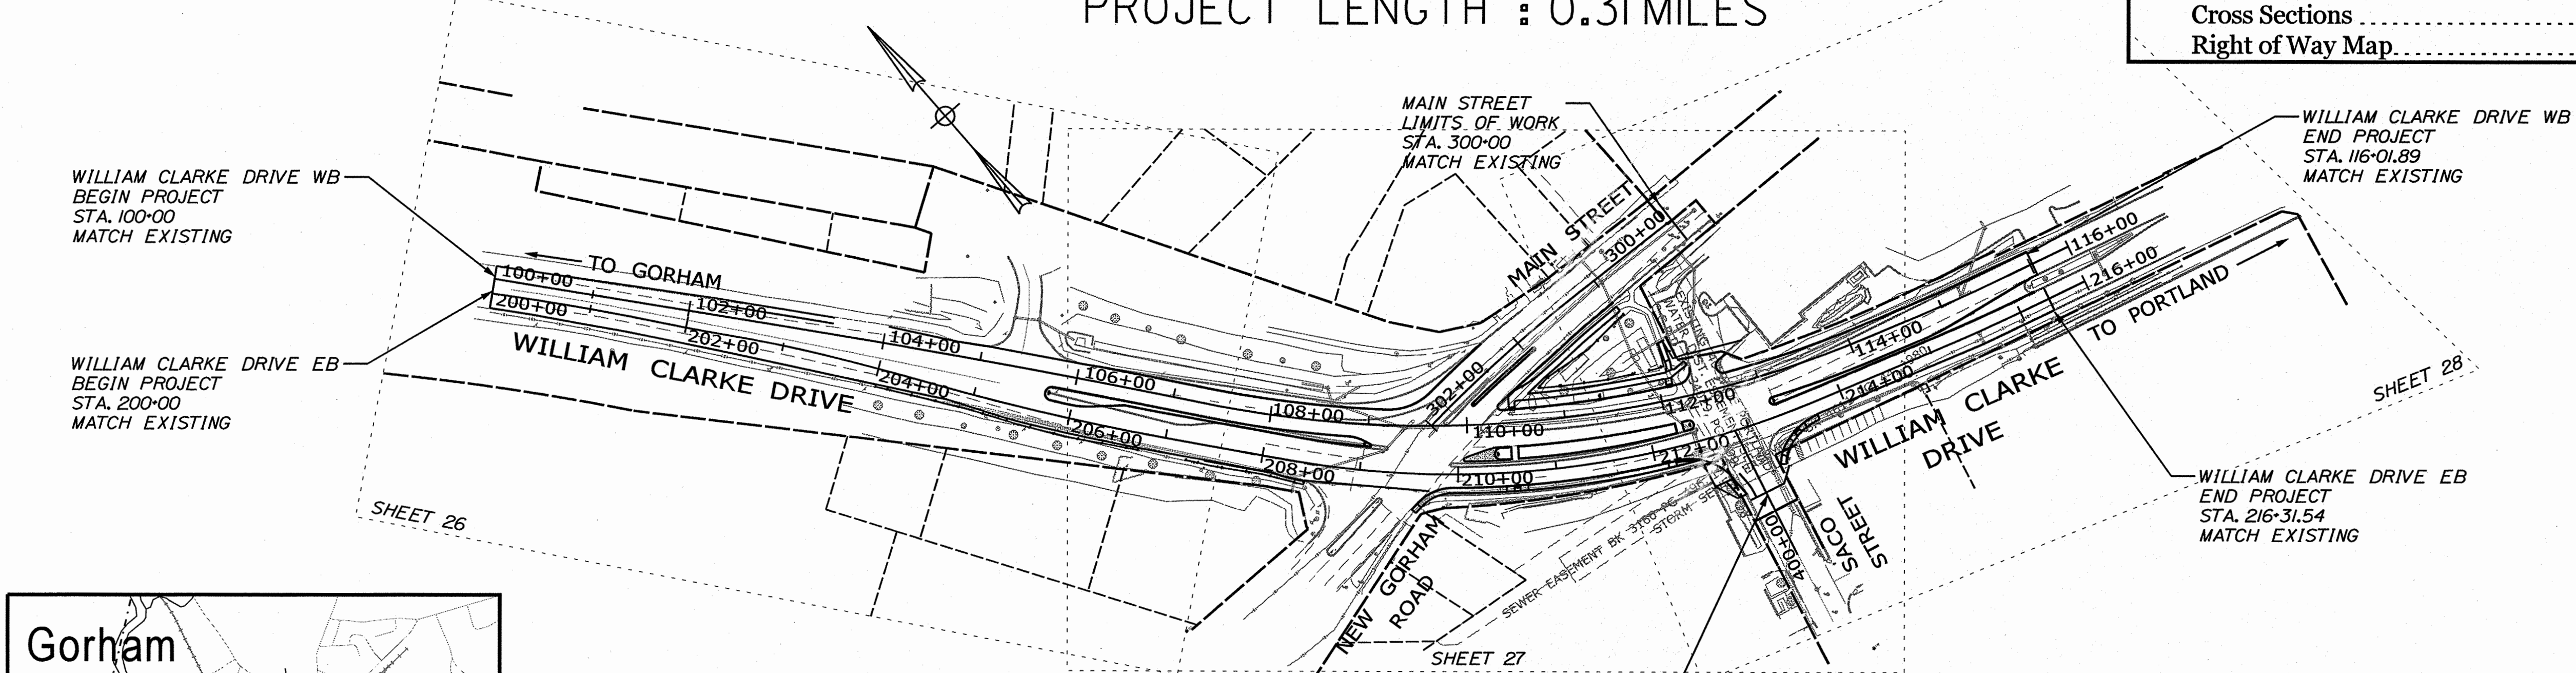 PROJECT LENGTH : 0.31 MILES
Cross Sections
Right of Way Map
MAIN STREET
LIMITS OF WORK
STA. 300+00
MATCH EXISTING
WILLIAM CLARKE DRIVE WB
END PROJECT
STA. 116+01.89
MATCH EXISTING
WILLIAM CLARKE DRIVE WB
BEGIN PROJECT
STA. 100+00
MATCH EXISTING
MAIN STREET
300+00
116+00
216+00
TO GORHAM
100+00
200+00
102+00
202+00
104+00
204+00
WILLIAM CLARKE DRIVE
106+00
206+00
108+00
208+00
302+00
110+00
210+00
112+00
212+00
114+00
214+00
TO PORTLAND
WILLIAM CLARKE
DRIVE
WILLIAM CLARKE DRIVE EB
BEGIN PROJECT
STA. 200+00
MATCH EXISTING
SHEET 28
WILLIAM CLARKE DRIVE EB
END PROJECT
STA. 216+31.54
MATCH EXISTING
SHEET 26
SEWER EASEMENT BK 3160 PG
STORM
400+00
SACO
STREET
NEW GORHAM
ROAD
SHEET 27
Gorham